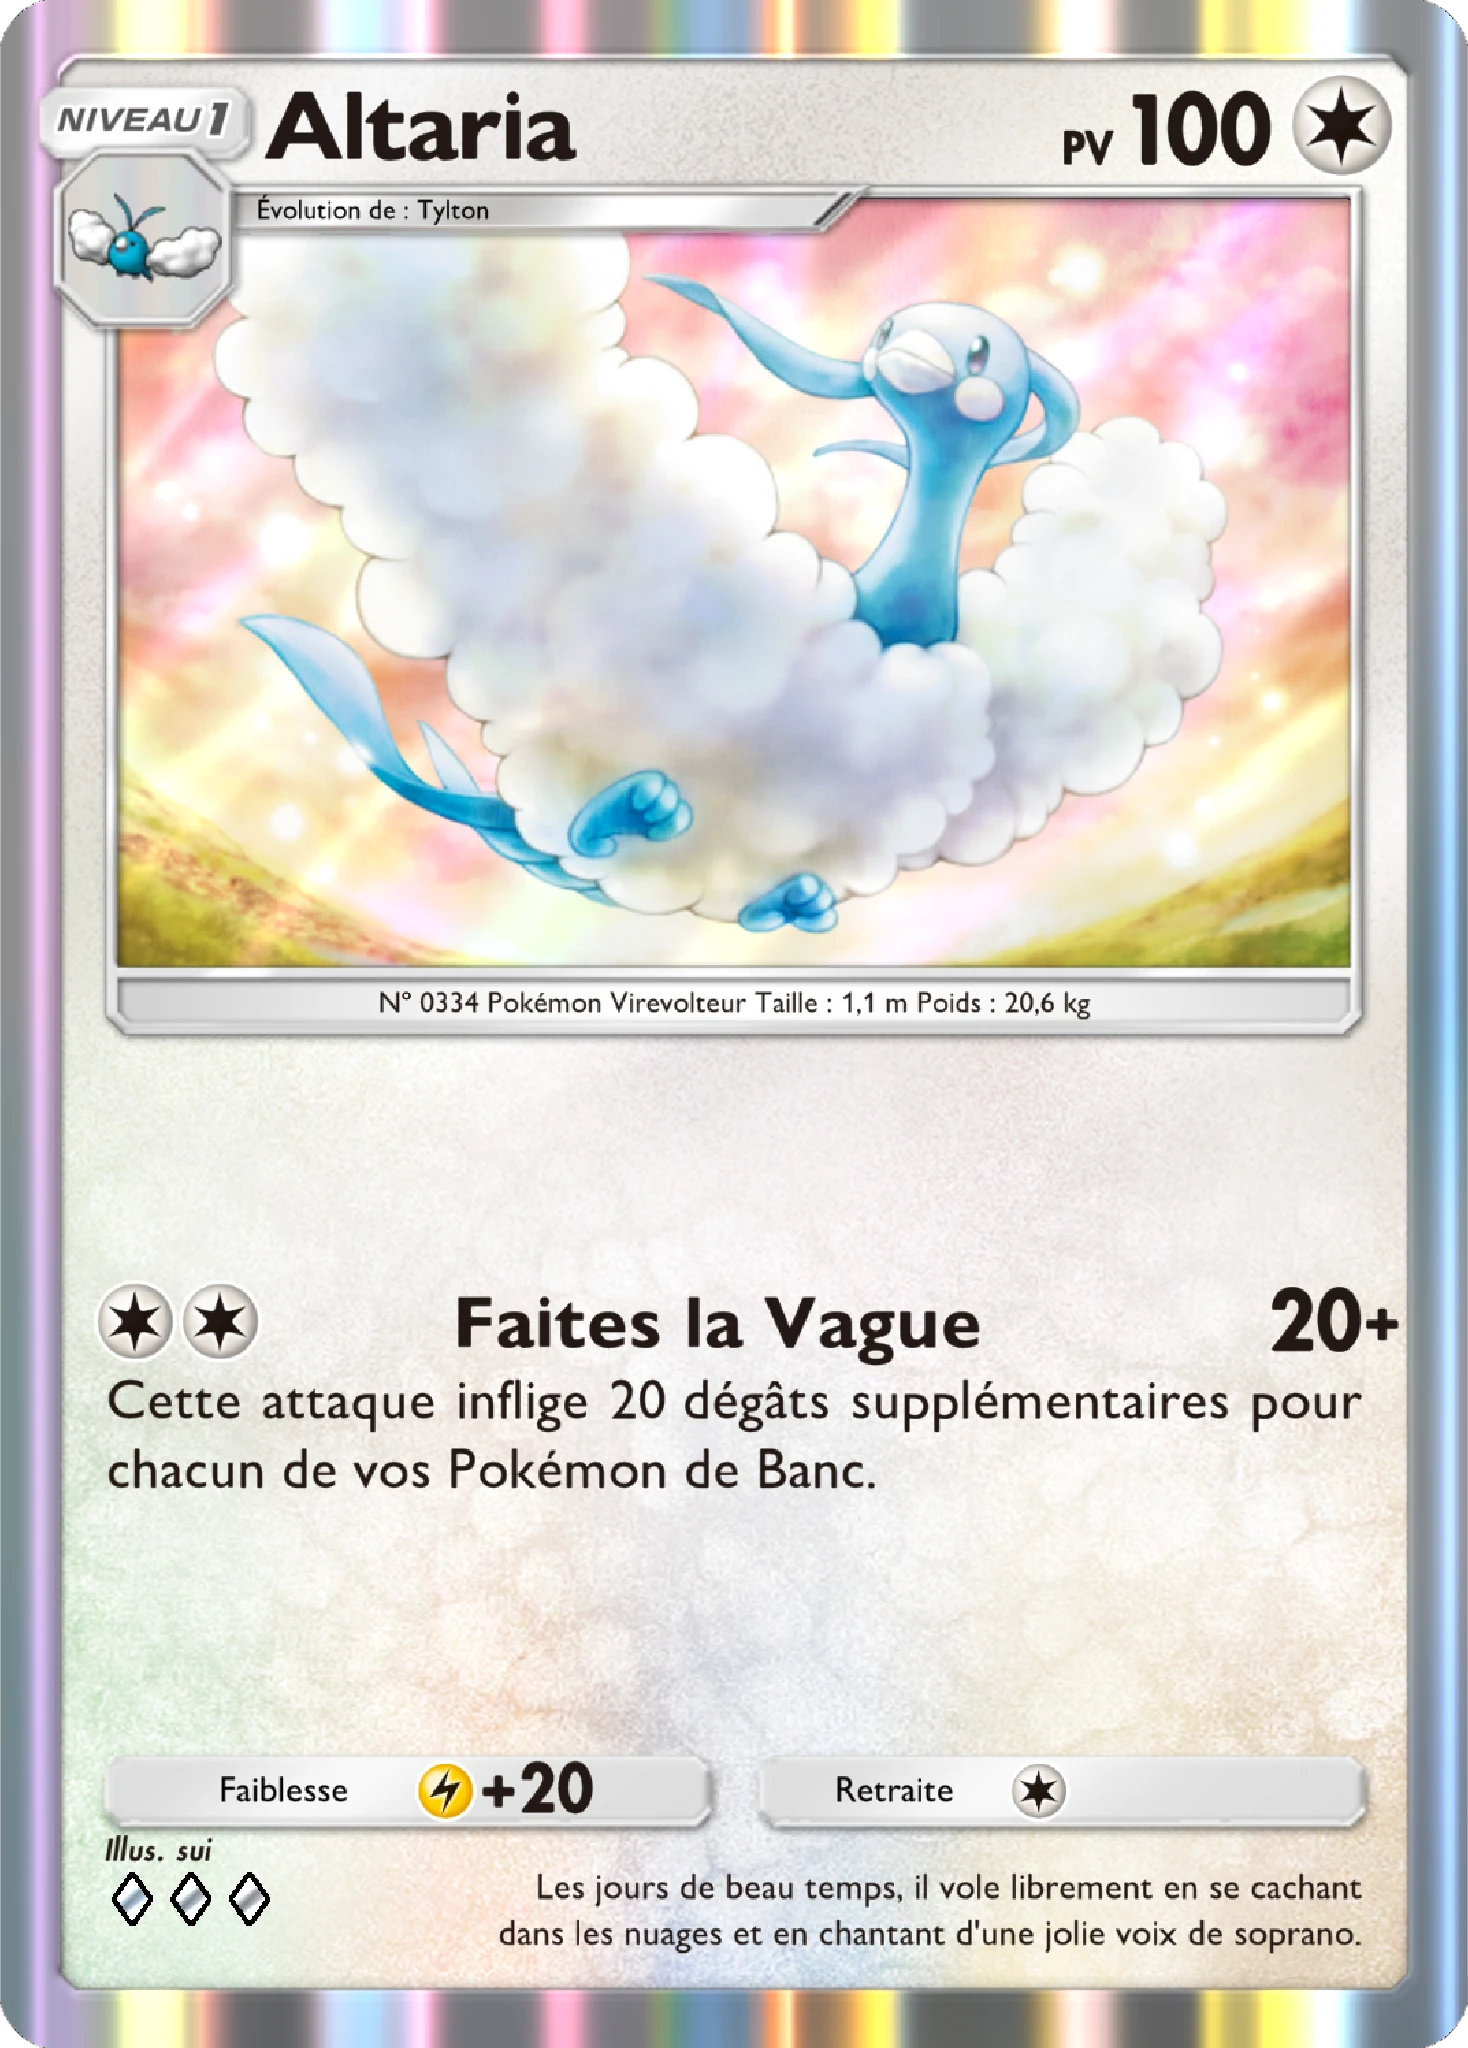 NIVEAU 1
Altaria
PV 100
Évolution de : Tylton
N° 0334 Pokémon Virevolteur Taille : 1,1 m Poids : 20,6 kg
Faites la Vague 20+
Cette attaque inflige 20 dégâts supplémentaires pour
chacun de vos Pokémon de Banc.
Faiblesse +20
Retraite
Illus. sui
Les jours de beau temps, il vole librement en se cachant
dans les nuages et en chantant d'une jolie voix de soprano.